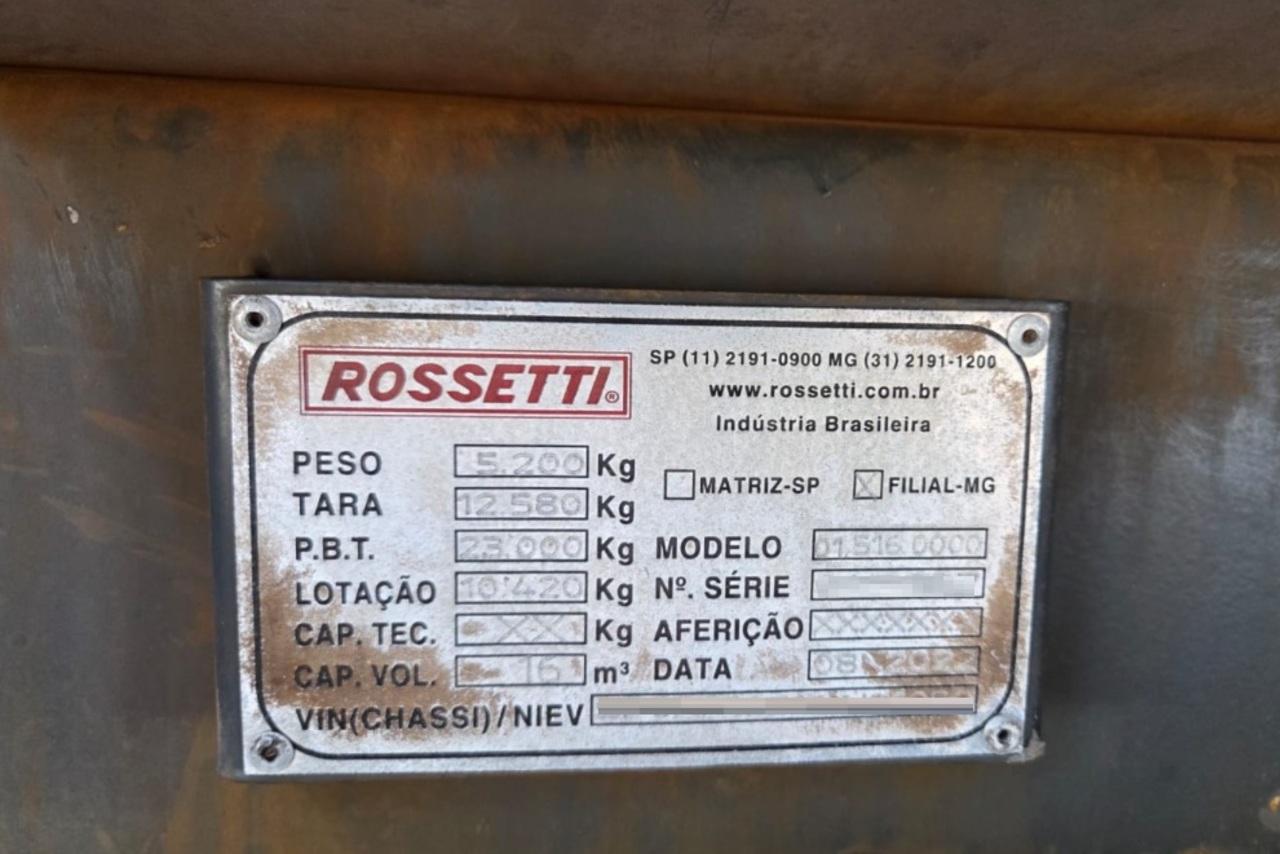 ROSSETTI®
SP (11) 2191-0900 MG (31) 2191-1200
www.rossetti.com.br
Indústria Brasileira
PESO 5.200 Kg
TARA 12.580 Kg
MATRIZ-SP X FILIAL-MG
P.B.T. 23.000 Kg
MODELO 01.516.0000
LOTAÇÃO 10.420 Kg
Nº. SÉRIE
CAP. TEC. -XX Kg
AFERIÇÃO XXXXX
CAP. VOL. - 16 m³
DATA
VIN(CHASSI)/NIEV